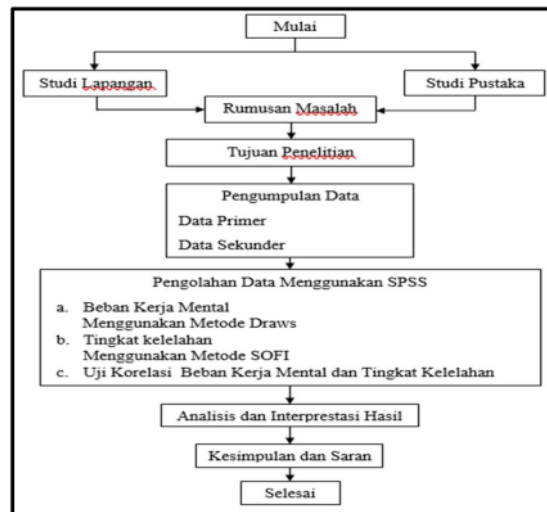 Mulai
Studi Lapangan
Studi Pustaka
Rumusan Masalah
Tujuan Penelitian
Pengumpulan Data
Data Primer
Data Sekunder
Pengolahan Data Menggunakan SPSS
a. Beban Kerja Mental
Menggunakan Metode Draws
b. Tingkat kelelahan
Menggunakan Metode SOFI
c. Uji Korelasi Beban Kerja Mental dan Tingkat Kelelahan
Analisis dan Interprestasi Hasil
Kesimpulan dan Saran
Selesai